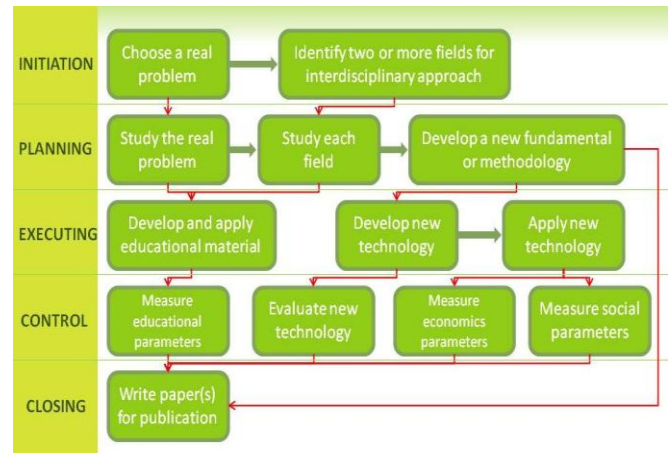 INITIATION
Choose a real
problem
Identify two or more fields for
interdisciplinary approach
PLANNING
Study the real
problem
Study each
field
Develop a new fundamental
or methodology
EXECUTING
Develop and apply
educational material
Develop new
technology
Apply new
technology
CONTROL
Measure
educational
parameters
Evaluate new
technology
Measure
economics
parameters
Measure social
parameters
CLOSING
Write paper(s)
for publication